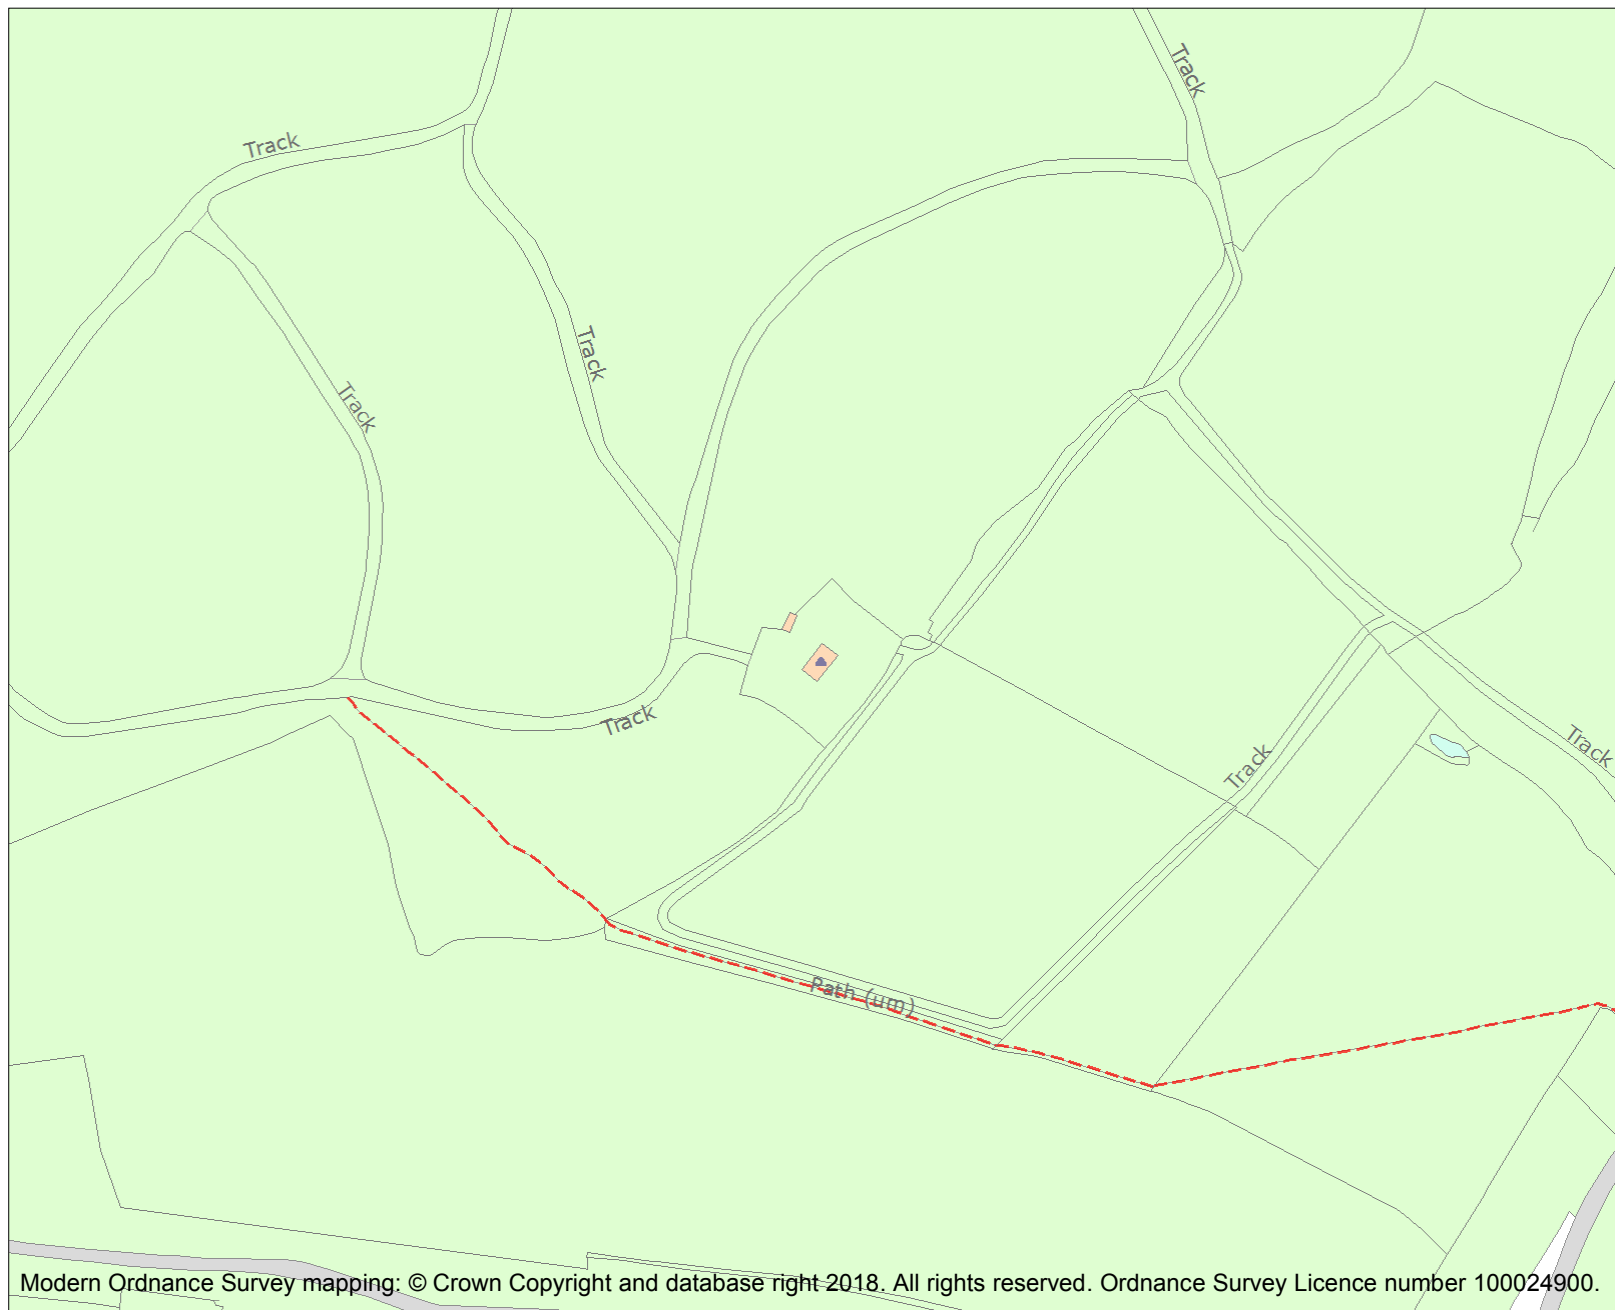 Track
Track
Track
Track
Track
Track
Track
Path (um)
Modern Ordnance Survey mapping: © Crown Copyright and database right 2018. All rights reserved. Ordnance Survey Licence number 100024900.